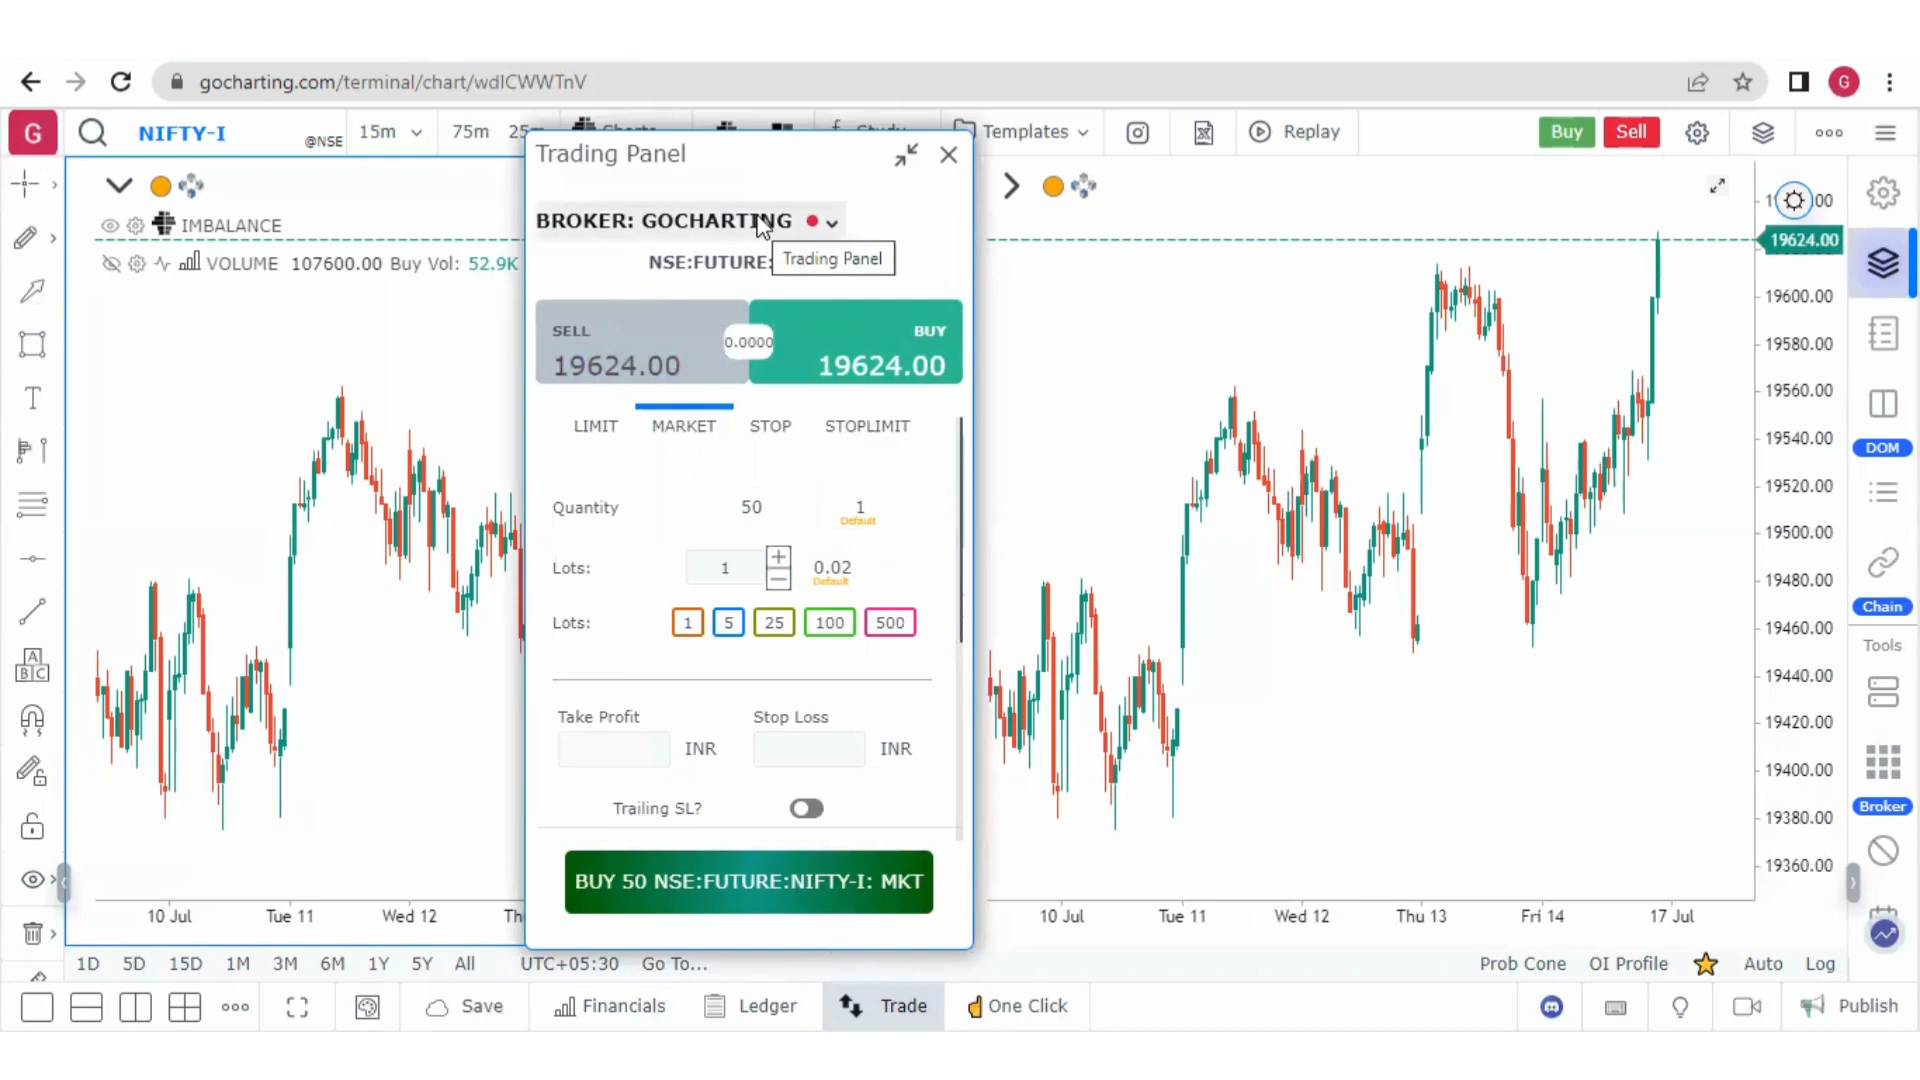 gocharting.com/terminal/chart/wdICWWTnV
G
G
NIFTY-I
@NSE
15m
75m
Templates
Replay
Buy
Sell
Trading Panel
IMBALANCE
VOLUME 107600.00 Buy Vol: 52.9K
BROKER: GOCHARTING
NSE:FUTURE:
Trading Panel
SELL
19624.00
0.0000
BUY
19624.00
LIMIT
MARKET
STOP
STOPLIMIT
Quantity
50
1
Default
Lots:
1
0.02
Default
Lots:
1
5
25
100
500
Take Profit
Stop Loss
INR
INR
Trailing SL?
BUY 50 NSE:FUTURE:NIFTY-I: MKT
19624.00
19600.00
19580.00
19560.00
19540.00
19520.00
19500.00
19480.00
19460.00
19440.00
19420.00
19400.00
19380.00
19360.00
DOM
Chain
Tools
Broker
T
A
B C
10 Jul
Tue 11
Wed 12
10 Jul
Tue 11
Wed 12
Thu 13
Fri 14
17 Jul
1D
5D
15D
1M
3M
6M
1Y
5Y
All
UTC+05:30
Go To...
Prob Cone
OI Profile
Auto
Log
Save
Financials
Ledger
Trade
One Click
Publish